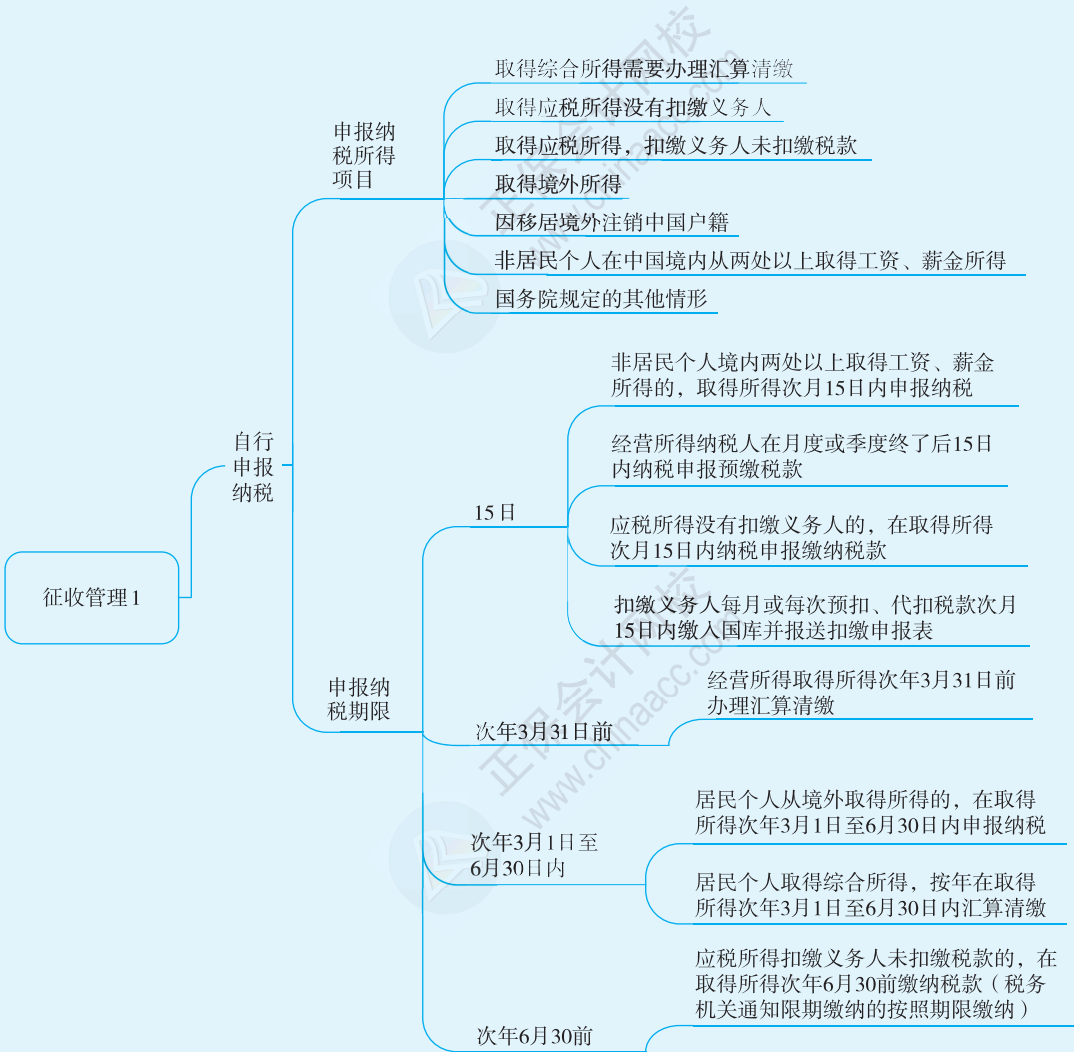 取得综合所得需要办理汇算清缴
取得应税所得没有扣缴义务人
申报纳
税所得
项目
取得应税所得，扣缴义务人未扣缴税款
取得境外所得
因移居境外注销中国户籍
非居民个人在中国境内从两处以上取得工资、薪金所得
国务院规定的其他情形
非居民个人境内两处以上取得工资、薪金
所得的，取得所得次月15日内申报纳税
自行
申报
纳税
经营所得纳税人在月度或季度终了后15日
内纳税申报预缴税款
15日
应税所得没有扣缴义务人的，在取得所得
次月15日内纳税申报缴纳税款
征收管理1
扣缴义务人每月或每次预扣、代扣税款次月
15日内缴入国库并报送扣缴申报表
申报纳
税期限
经营所得取得所得次年3月31日前
办理汇算清缴
次年3月31日前
居民个人从境外取得所得的，在取得
所得次年3月1日至6月30日内申报纳税
次年3月1日至
6月30日内
居民个人取得综合所得，按年在取得
所得次年3月1日至6月30日内汇算清缴
应税所得扣缴义务人未扣缴税款的，在
取得所得次年6月30前缴纳税款（税务
机关通知限期缴纳的按照期限缴纳）
次年6月30前
正保会计网校
www.chinaacc.com
正保会计网校
www.chinaacc.com